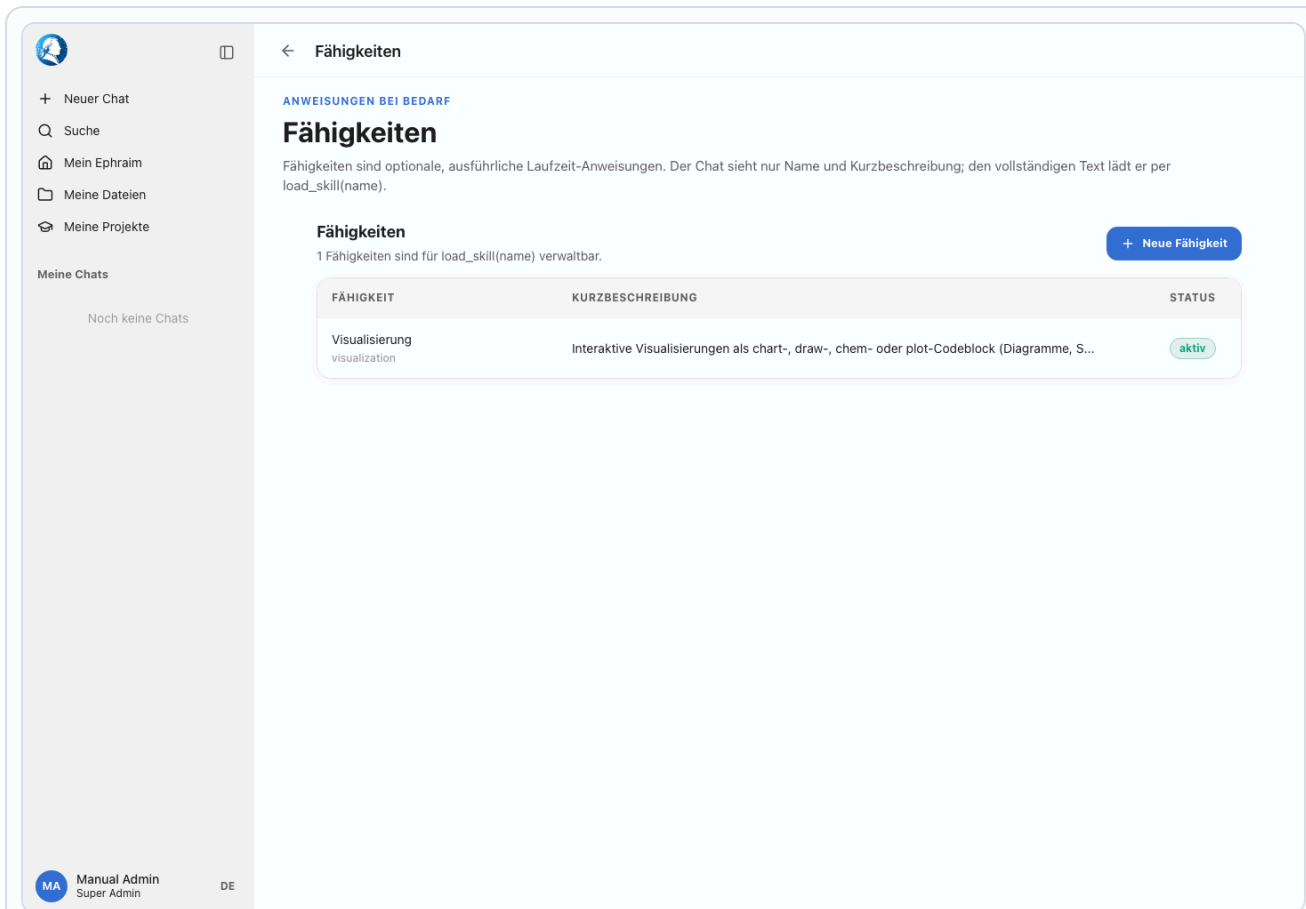 Fähigkeiten
Neuer Chat
Suche
Mein Ephraim
Meine Dateien
Meine Projekte
Meine Chats
Noch keine Chats
ANWEISUNGEN BEI BEDARF
Fähigkeiten
Fähigkeiten sind optionale, ausführliche Laufzeit-Anweisungen. Der Chat sieht nur Name und Kurzbeschreibung; den vollständigen Text lädt er per
load_skill(name).
Fähigkeiten
1 Fähigkeiten sind für load_skill(name) verwaltbar.
+ Neue Fähigkeit
FÄHIGKEIT KURZBESCHREIBUNG STATUS
Visualisierung
visualization
Interaktive Visualisierungen als chart-, draw-, chem- oder plot-Codeblock (Diagramme, S...
aktiv
MA
Manual Admin
Super Admin
DE